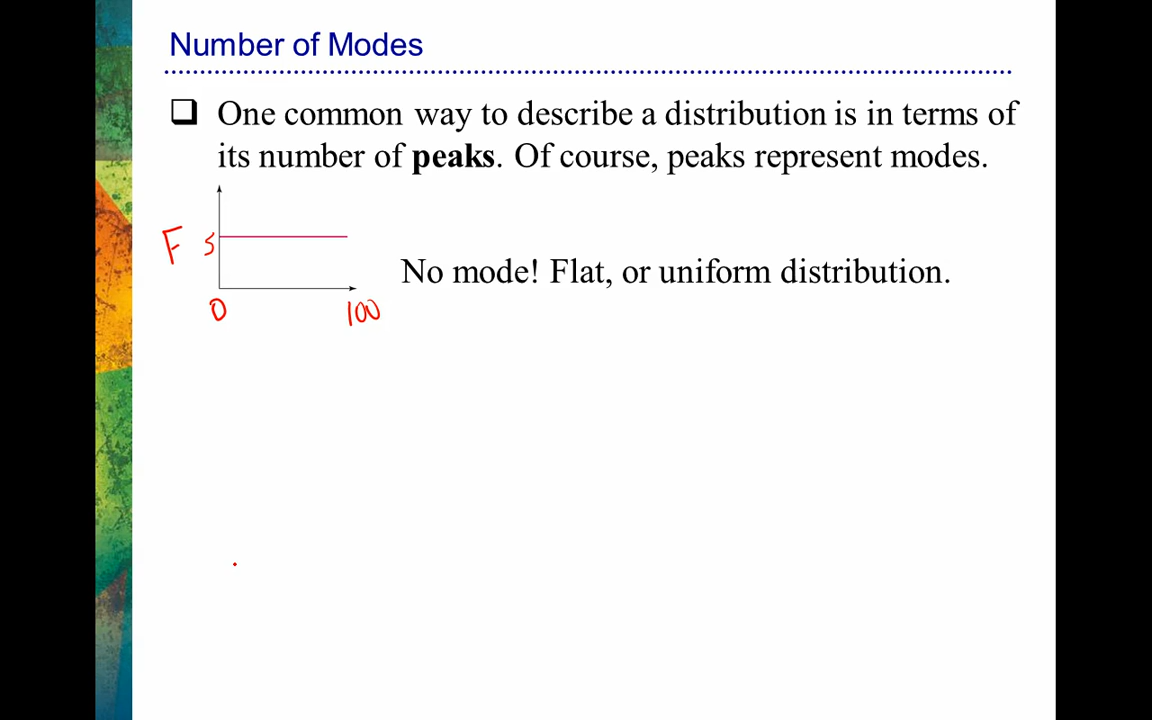 Number of Modes
One common way to describe a distribution is in terms of
its number of peaks. Of course, peaks represent modes.
F 5
No mode! Flat, or uniform distribution.
0 100